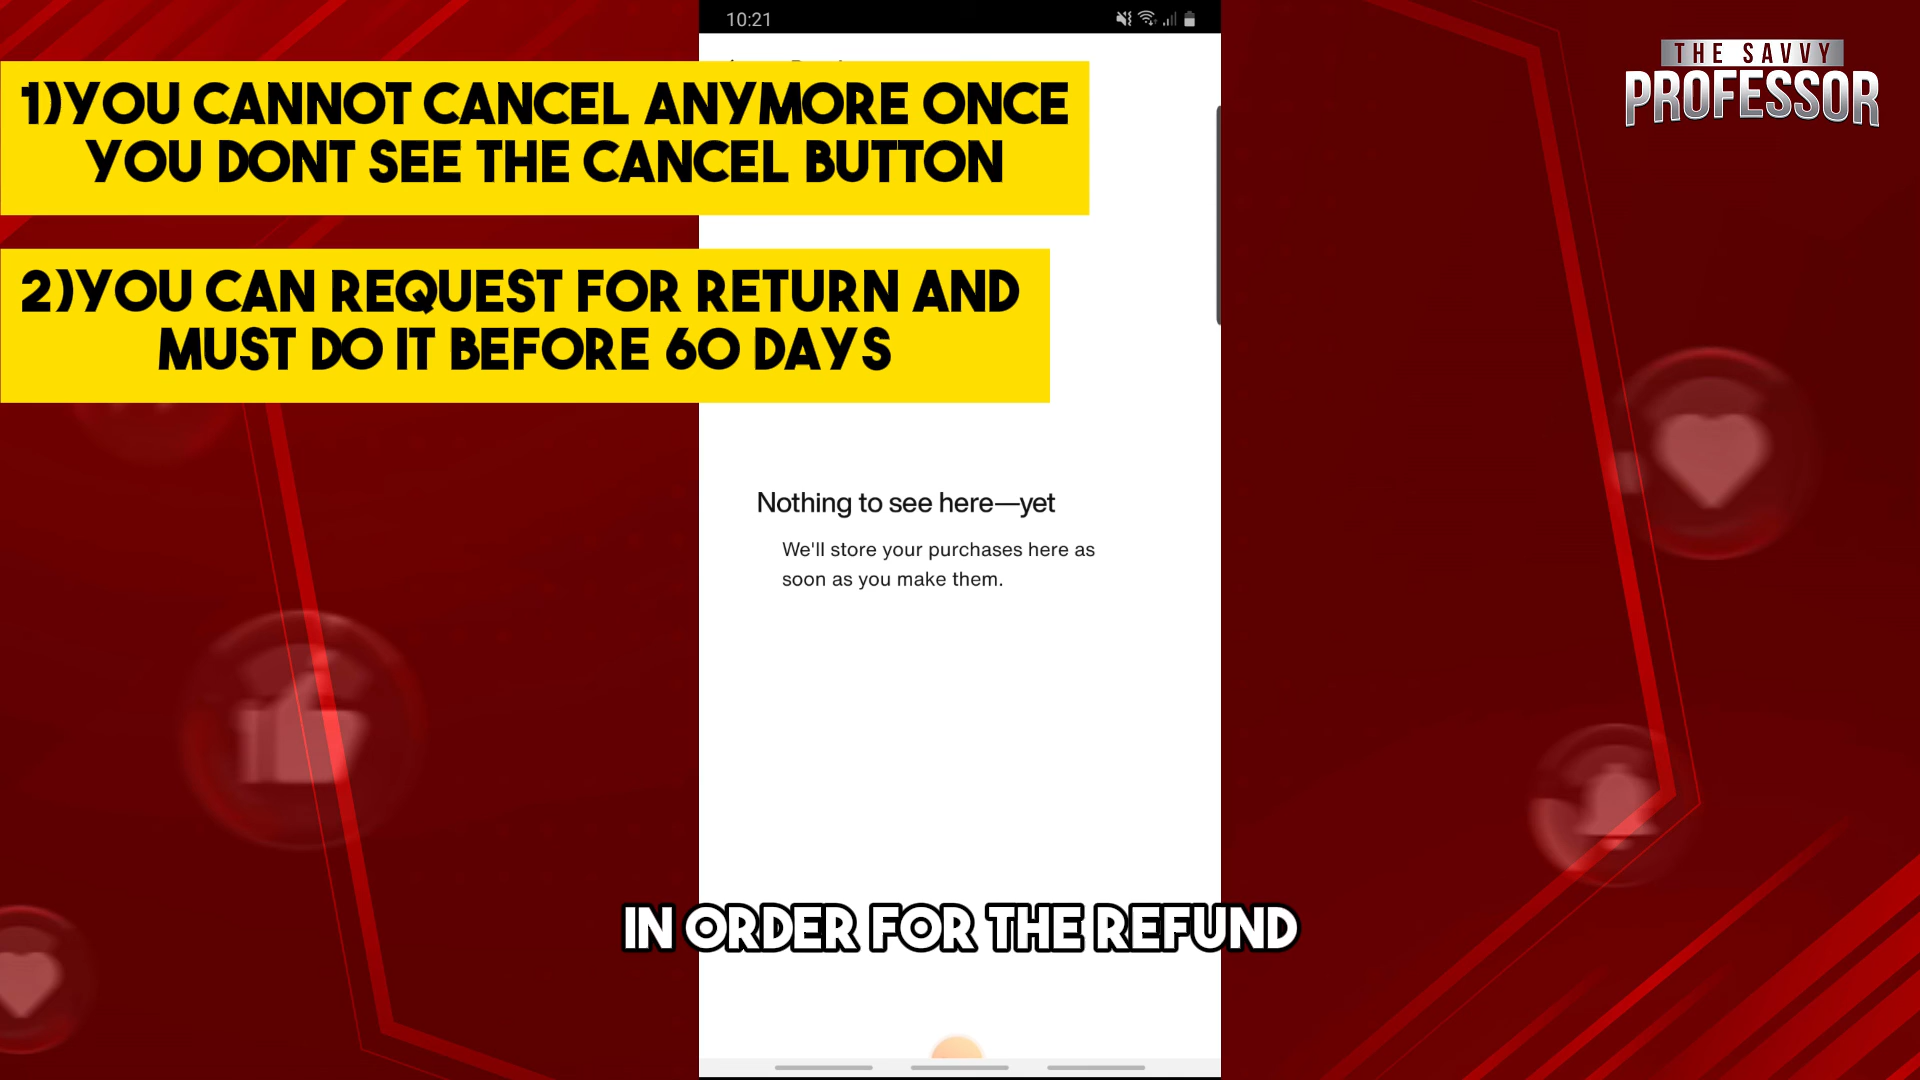 10:21
THE SAVVY
PROFESSOR
1)YOU CANNOT CANCEL ANYMORE ONCE
YOU DONT SEE THE CANCEL BUTTON
2)YOU CAN REQUEST FOR RETURN AND
MUST DO IT BEFORE 60 DAYS
Nothing to see here—yet
We'll store your purchases here as
soon as you make them.
IN ORDER FOR THE REFUND